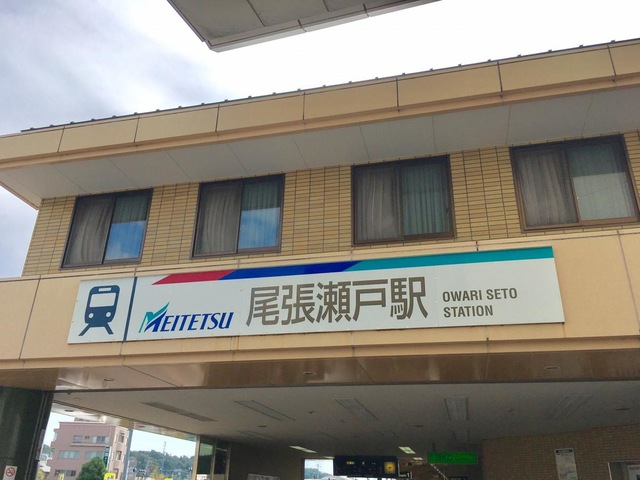 MEITETSU 尾張瀬戸駅 OWARI SETO
STATION